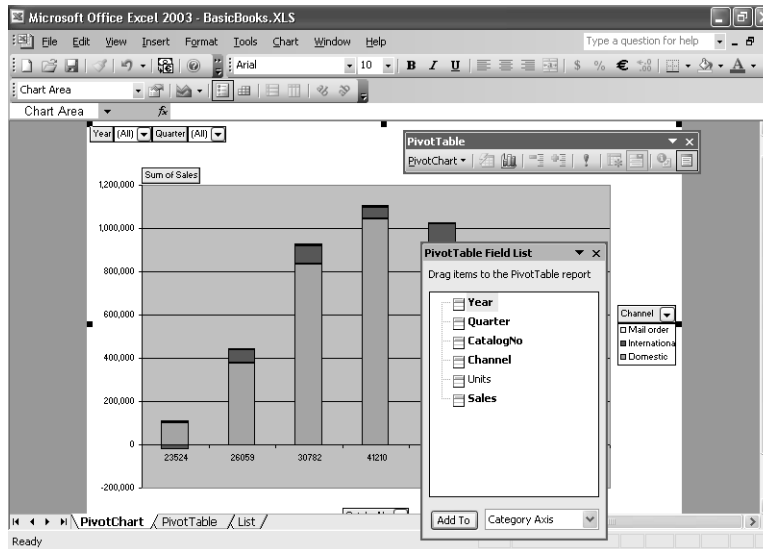 Microsoft Office Excel 2003 - BasicBooks.XLS
File Edit View Insert Format Tools Chart Window Help Type a question for help
Arial 10 B I U $ % € A
Chart Area
Chart Area fx
Year (All) Quarter (All)
PivotTable
PivotChart
Sum of Sales
1,200,000
1,000,000
800,000
600,000
400,000
200,000
0
-200,000
23524 26059 30782 41210
PivotTable Field List
Drag items to the PivotTable report
Year
Quarter
CatalogNo
Channel
Units
Sales
Add To Category Axis
Channel
Mail order
Internationa
Domestic
PivotChart PivotTable List
Ready